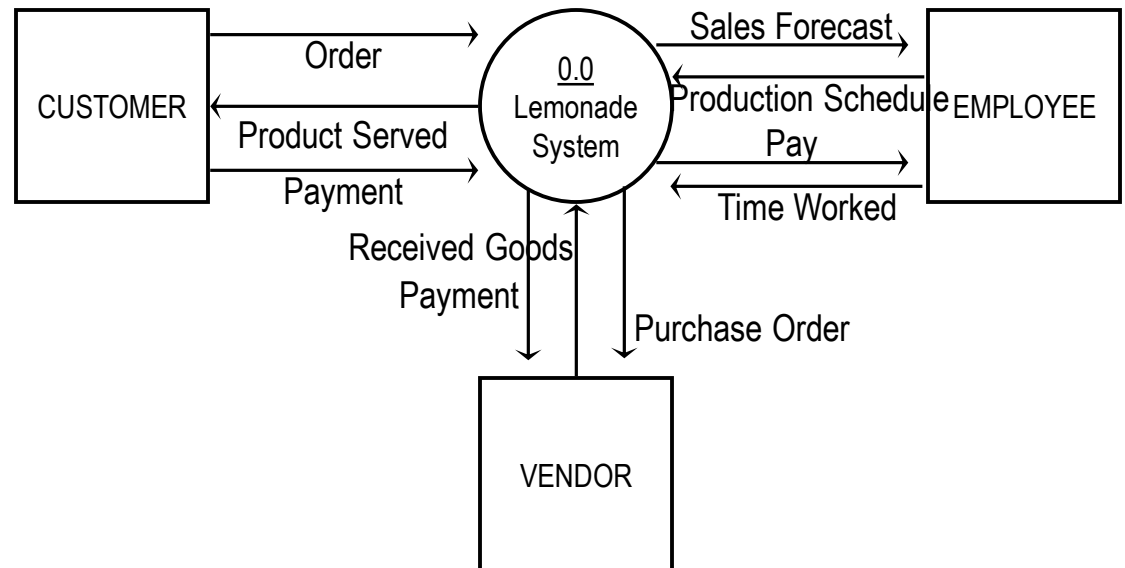 CUSTOMER
Order
Product Served
Payment
0.0
Lemonade
System
Sales Forecast
Production Schedule
Pay
Time Worked
EMPLOYEE
Received Goods
Payment
Purchase Order
VENDOR